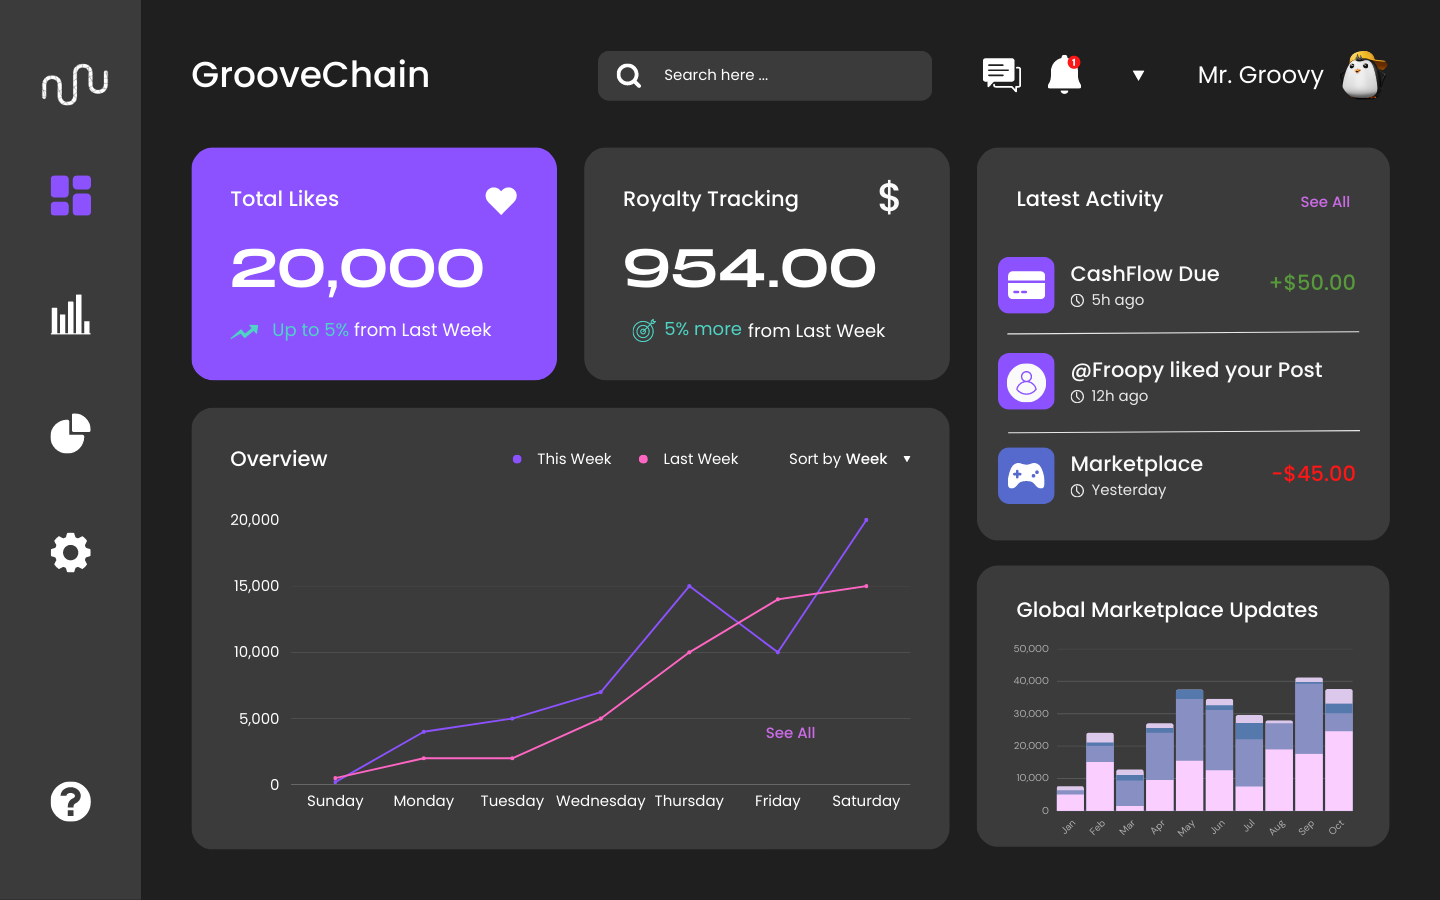 GrooveChain
Search here ...
1
Mr. Groovy
Total Likes
20,000
Up to 5% from Last Week
Royalty Tracking
$
954.00
5% more from Last Week
Latest Activity
See All
CashFlow Due
+$50.00
5h ago
@Froopy liked your Post
12h ago
Marketplace
-$45.00
Yesterday
Overview
This Week
Last Week
Sort by Week
20,000
15,000
10,000
5,000
0
See All
Sunday Monday Tuesday Wednesday Thursday Friday Saturday
Global Marketplace Updates
50,000
40,000
30,000
20,000
10,000
0
Jan Feb Mar Apr May Jun Jul Aug Sep Oct
?